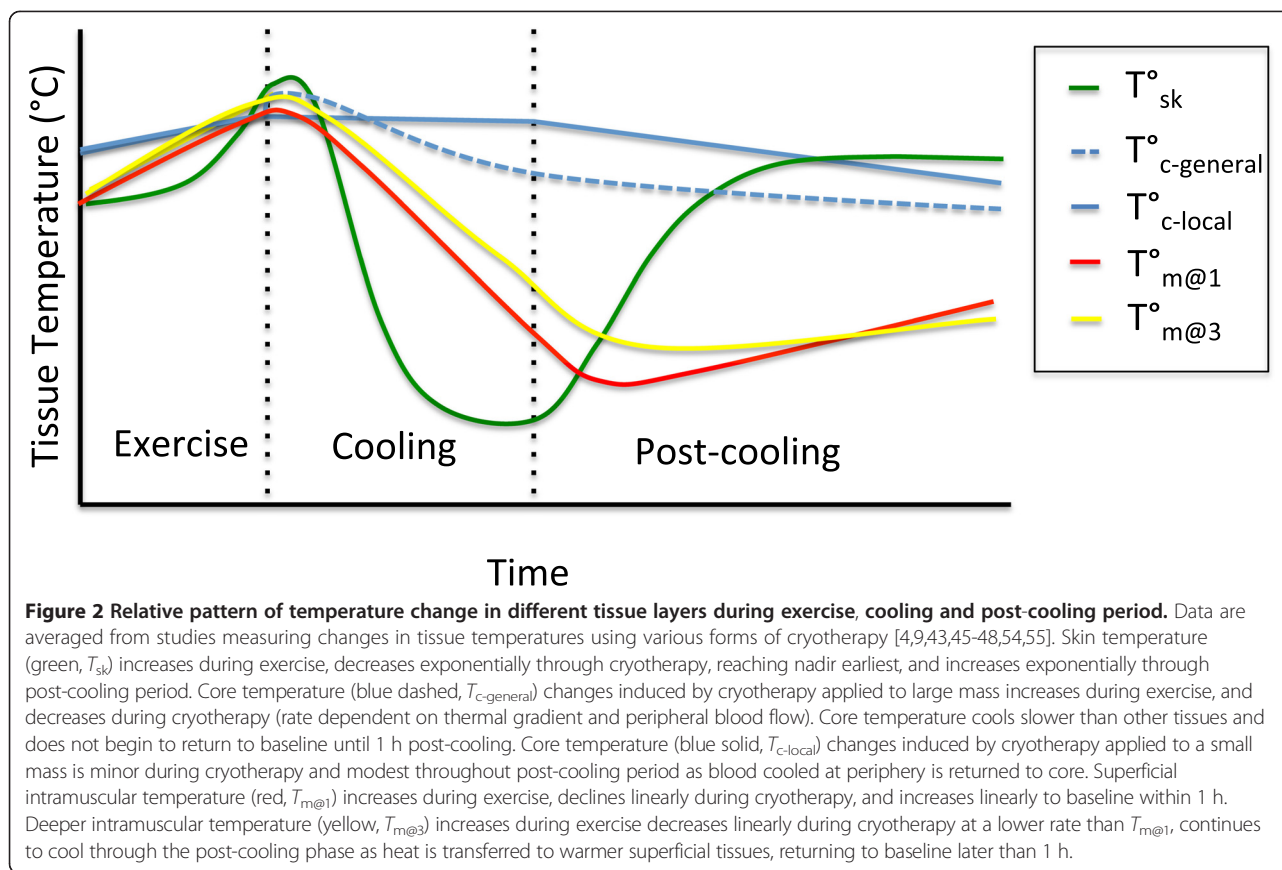 Tissue Temperature (°C)
Exercise
Cooling
Post-cooling
Time
T°sk
T°c-general
T°c-local
T°m@1
T°m@3
Figure 2 Relative pattern of temperature change in different tissue layers during exercise, cooling and post-cooling period. Data are
averaged from studies measuring changes in tissue temperatures using various forms of cryotherapy [4,9,43,45-48,54,55]. Skin temperature
(green, Tsk) increases during exercise, decreases exponentially through cryotherapy, reaching nadir earliest, and increases exponentially through
post-cooling period. Core temperature (blue dashed, Tc-general) changes induced by cryotherapy applied to large mass increases during exercise, and
decreases during cryotherapy (rate dependent on thermal gradient and peripheral blood flow). Core temperature cools slower than other tissues and
does not begin to return to baseline until 1 h post-cooling. Core temperature (blue solid, Tc-local) changes induced by cryotherapy applied to a small
mass is minor during cryotherapy and modest throughout post-cooling period as blood cooled at periphery is returned to core. Superficial
intramuscular temperature (red, Tm@1) increases during exercise, declines linearly during cryotherapy, and increases linearly to baseline within 1 h.
Deeper intramuscular temperature (yellow, Tm@3) increases during exercise decreases linearly during cryotherapy at a lower rate than Tm@1, continues
to cool through the post-cooling phase as heat is transferred to warmer superficial tissues, returning to baseline later than 1 h.